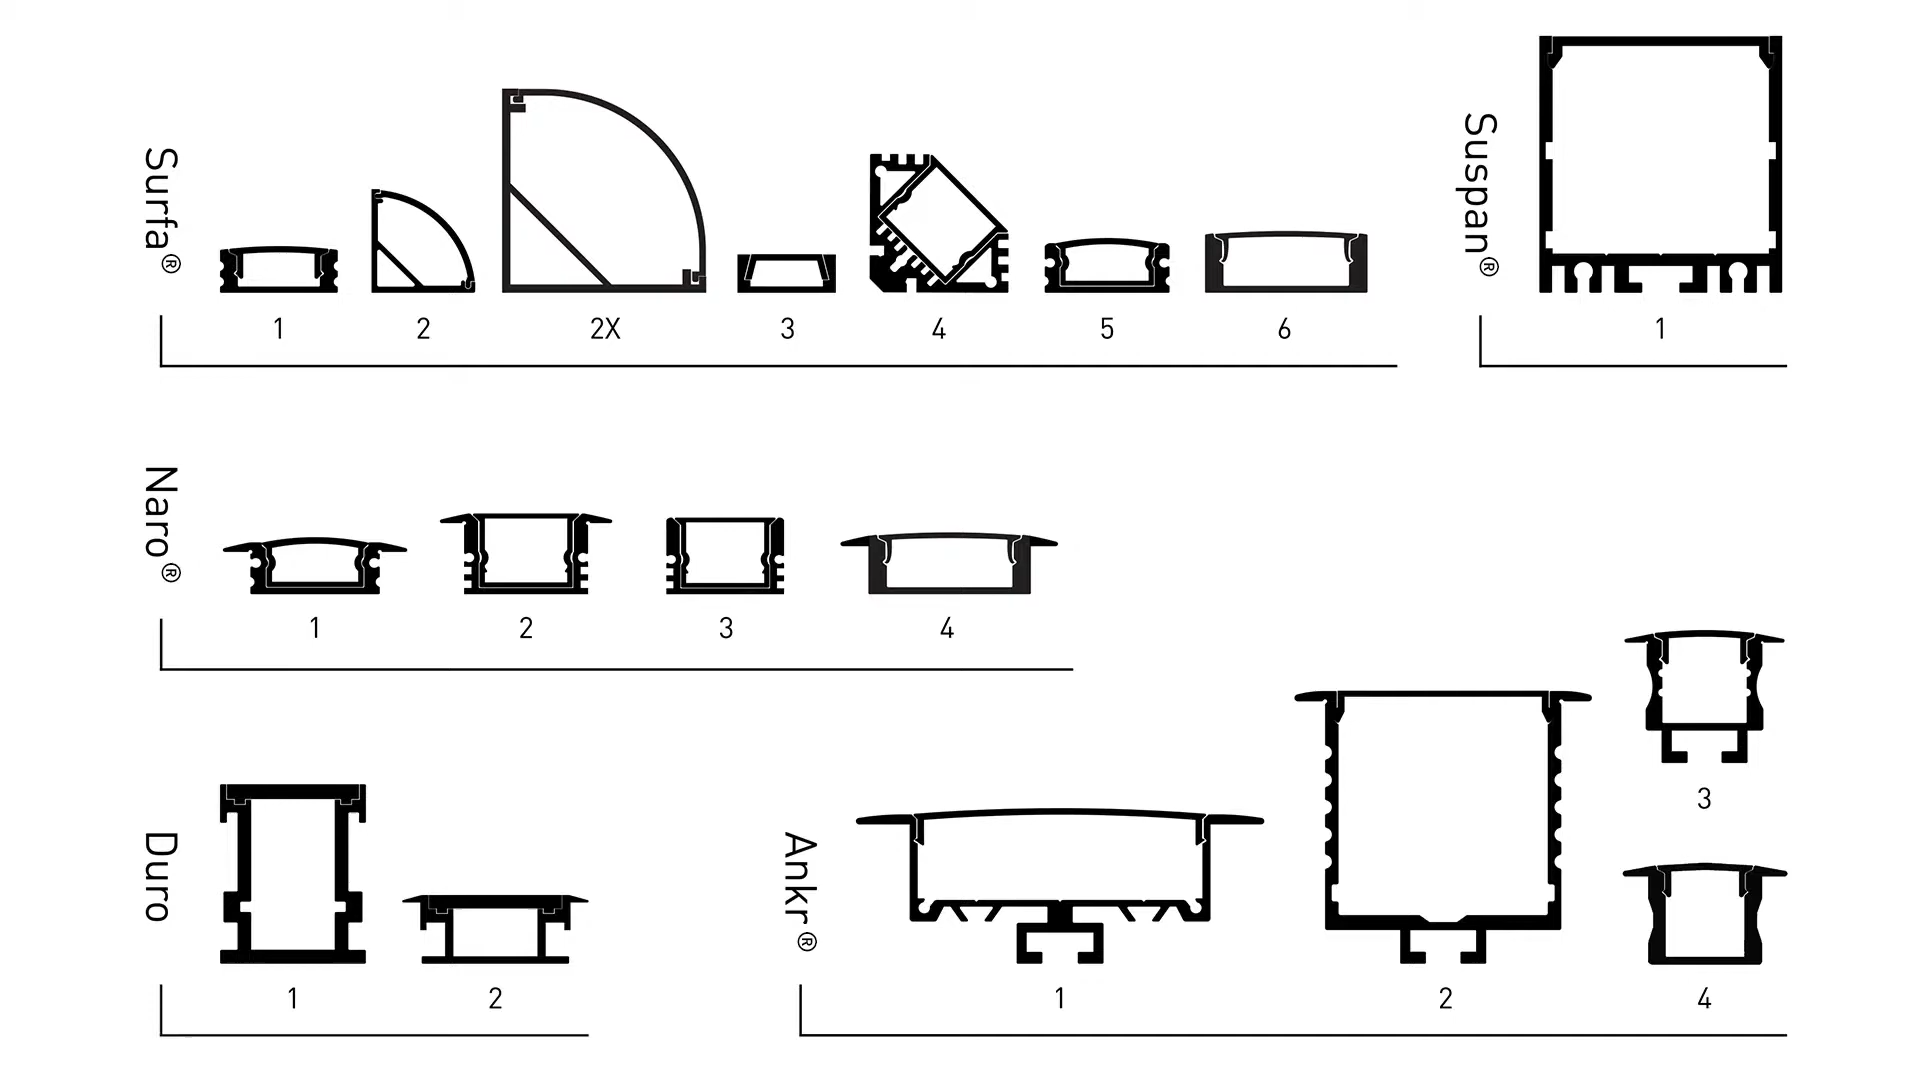 Surfa®
1 2 2X 3 4 5 6
Suspan®
1
Naro®
1 2 3 4
Duro
1 2
Ankr®
1 2 3 4